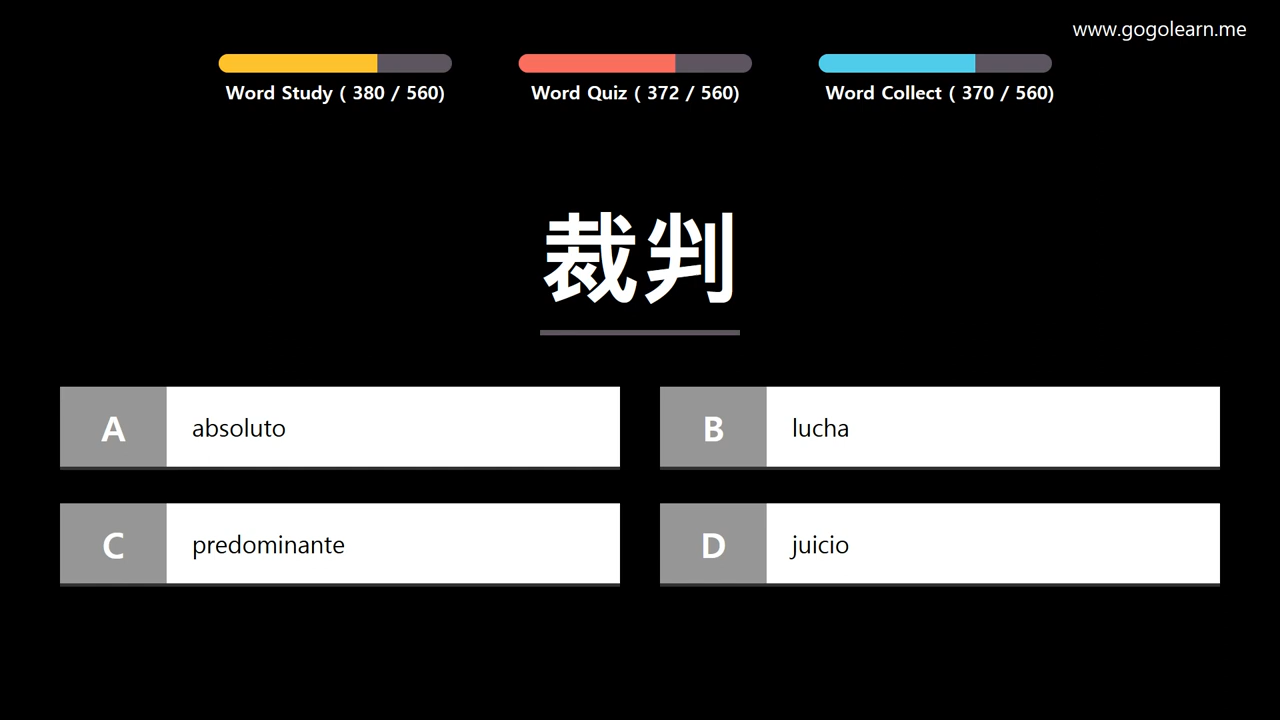 www.gogolearn.me
Word Study ( 380 / 560)
Word Quiz ( 372 / 560)
Word Collect ( 370 / 560)
裁判
A absoluto
B lucha
C predominante
D juicio